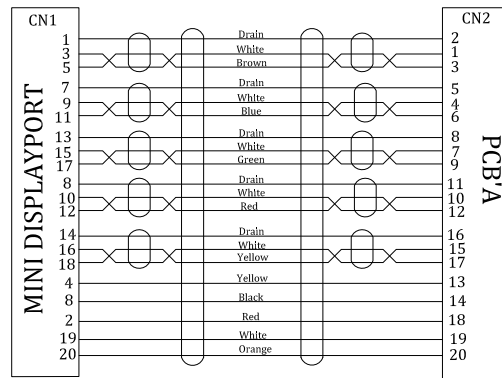 CN1
CN2
MINI DISPLAYPORT
PCB'A
1 Drain 2
3 White 1
5 Brown 3
7 Drain 5
9 White 4
11 Blue 6
13 Drain 8
15 White 7
17 Green 9
8 Drain 11
10 White 10
12 Red 12
14 Drain 16
16 White 15
18 Yellow 17
4 Yellow 13
8 Black 14
2 Red 18
19 White 19
20 Orange 20